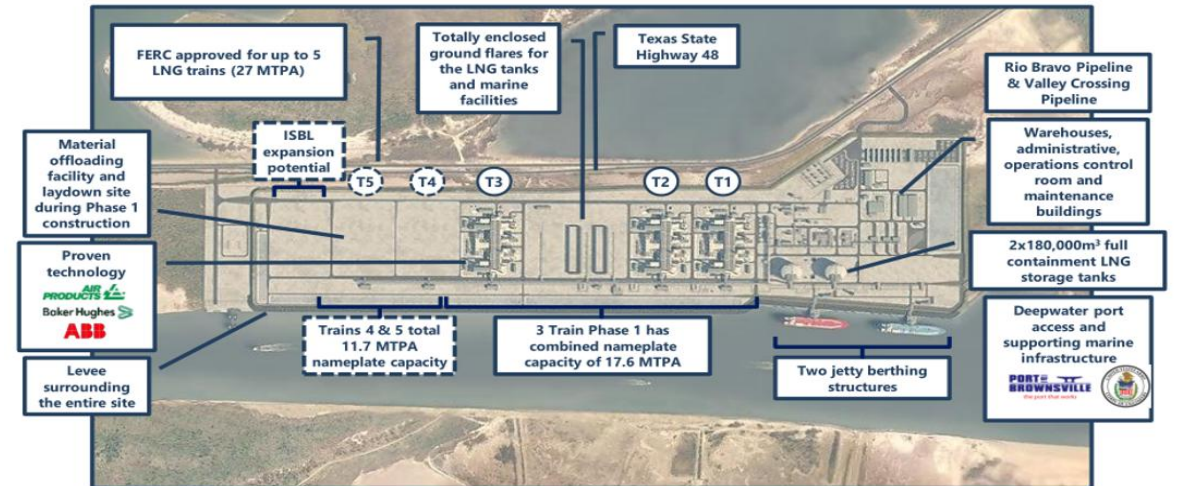 FERC approved for up to 5
LNG trains (27 MTPA)
Totally enclosed
ground flares for
the LNG tanks
and marine
facilities
Texas State
Highway 48
Rio Bravo Pipeline
& Valley Crossing
Pipeline
Material
offloading
facility and
laydown site
during Phase 1
construction
ISBL
expansion
potential
T5
T4
T3
T2
T1
Warehouses,
administrative,
operations control
room and
maintenance
buildings
Proven
technology
AIR
PRODUCTS
Baker Hughes
ABB
2x180,000m³ full
containment LNG
storage tanks
Levee
surrounding
the entire site
Trains 4 & 5 total
11.7 MTPA
nameplate capacity
3 Train Phase 1 has
combined nameplate
capacity of 17.6 MTPA
Two jetty berthing
structures
Deepwater port
access and
supporting marine
infrastructure
PORT OF
BROWNSVILLE
the port that works